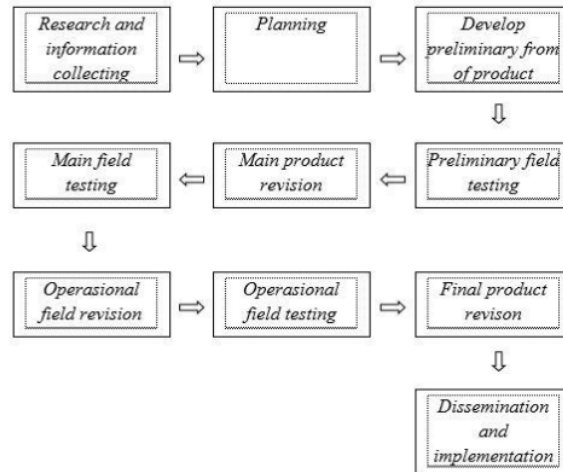 Research and
information
collecting
Planning
Develop
preliminary from
of product
Preliminary field
testing
Main product
revision
Main field
testing
Operasional
field revision
Operasional
field testing
Final product
revison
Dissemination
and
implementation